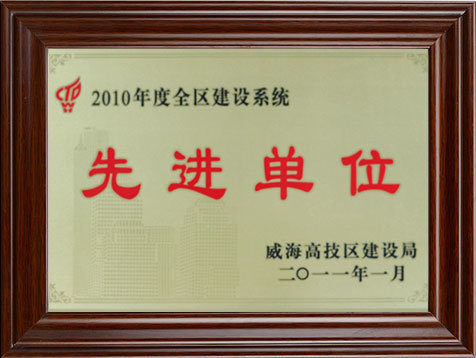 CTD
2010年度全区建设系统
先进单位
威海高技区建设局
二〇一一年一月